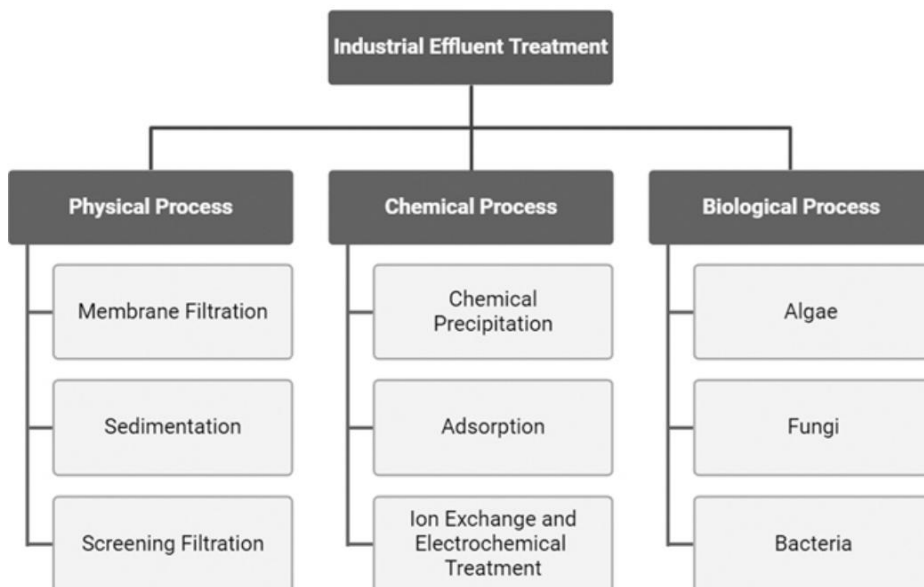 Industrial Effluent Treatment
Physical Process
Membrane Filtration
Sedimentation
Screening Filtration
Chemical Process
Chemical
Precipitation
Adsorption
Ion Exchange and
Electrochemical
Treatment
Biological Process
Algae
Fungi
Bacteria